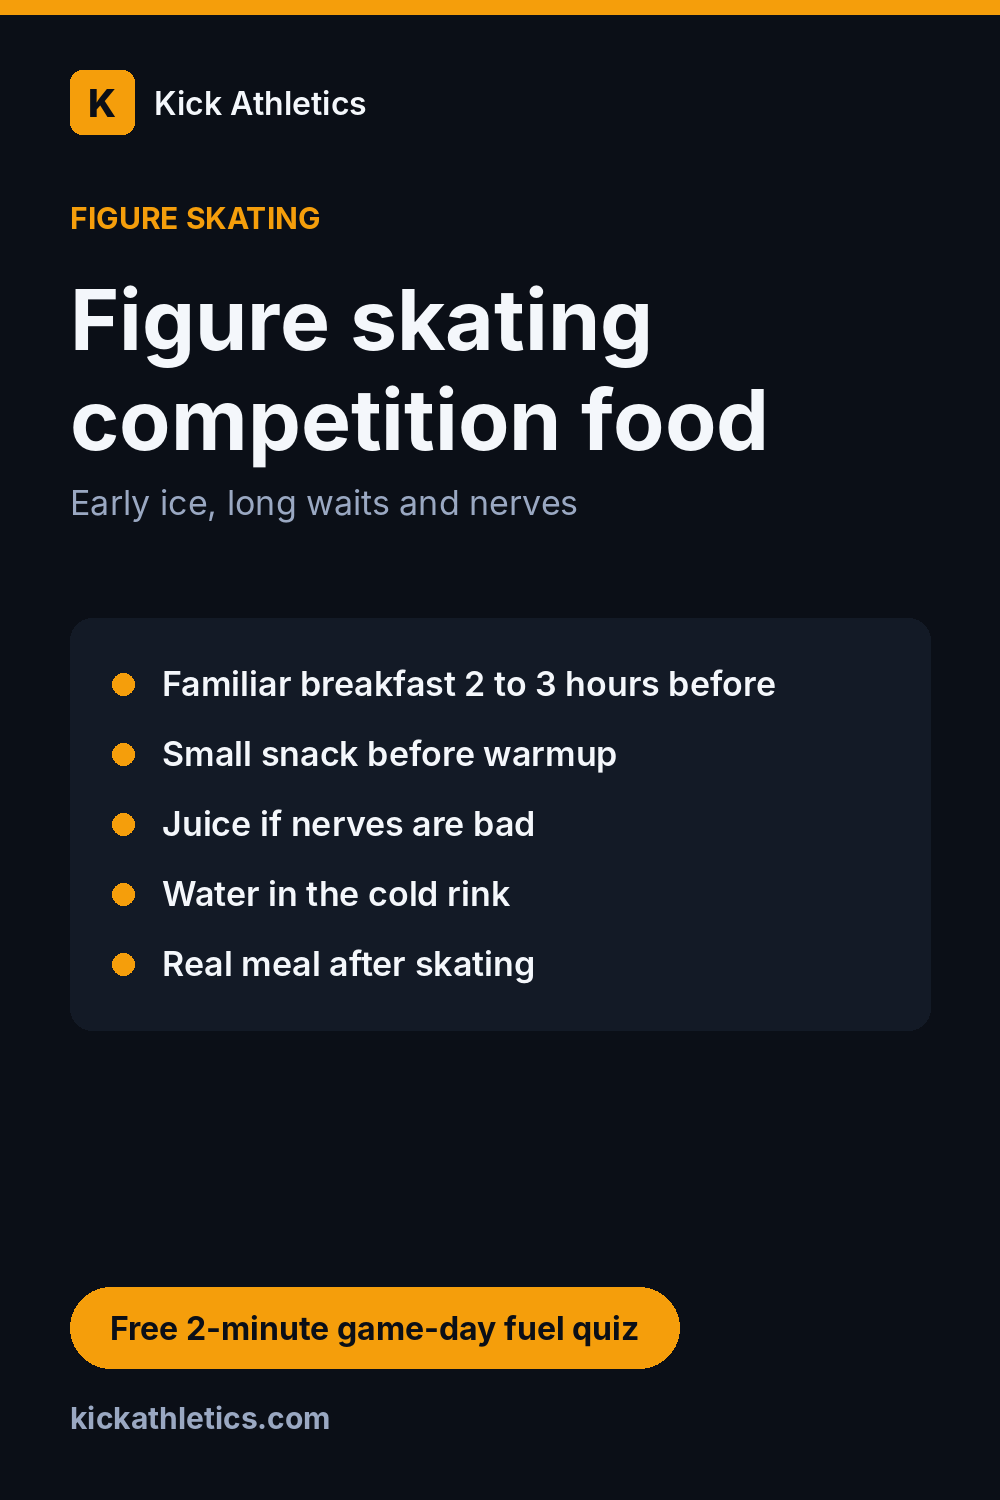 K
Kick Athletics
FIGURE SKATING
Figure skating
competition food
Early ice, long waits and nerves
Familiar breakfast 2 to 3 hours before
Small snack before warmup
Juice if nerves are bad
Water in the cold rink
Real meal after skating
Free 2-minute game-day fuel quiz
kickathletics.com